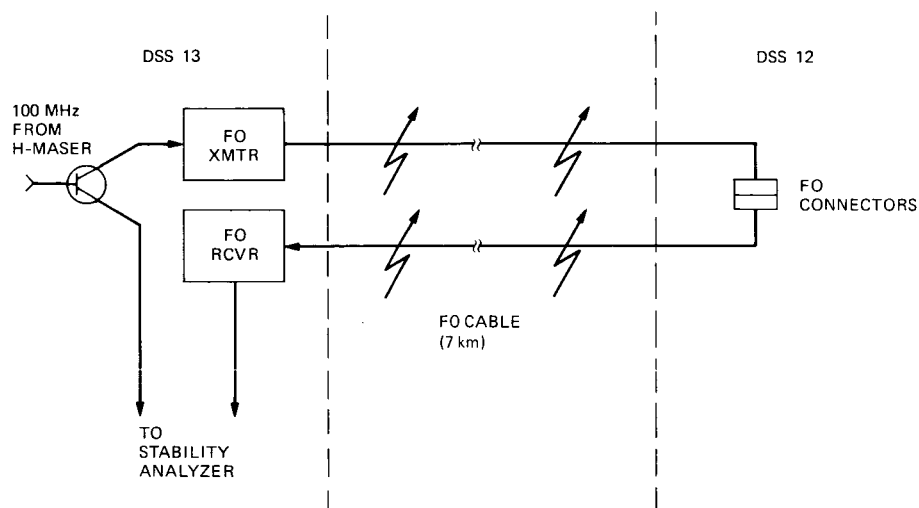 DSS 13
DSS 12
100 MHz
FROM
H-MASER
FO
XMTR
FO
CONNECTORS
FO
RCVR
FO CABLE
(7 km)
TO
STABILITY
ANALYZER